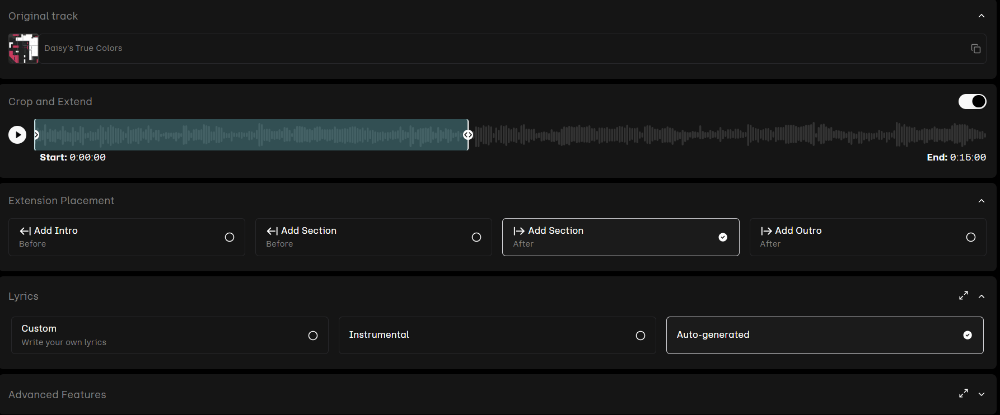 Original track
Daisy's True Colors
Crop and Extend
Start: 0:00:00
End: 0:15:00
Extension Placement
Add Intro
Before
Add Section
Before
Add Section
After
Add Outro
After
Lyrics
Custom
Write your own lyrics
Instrumental
Auto-generated
Advanced Features